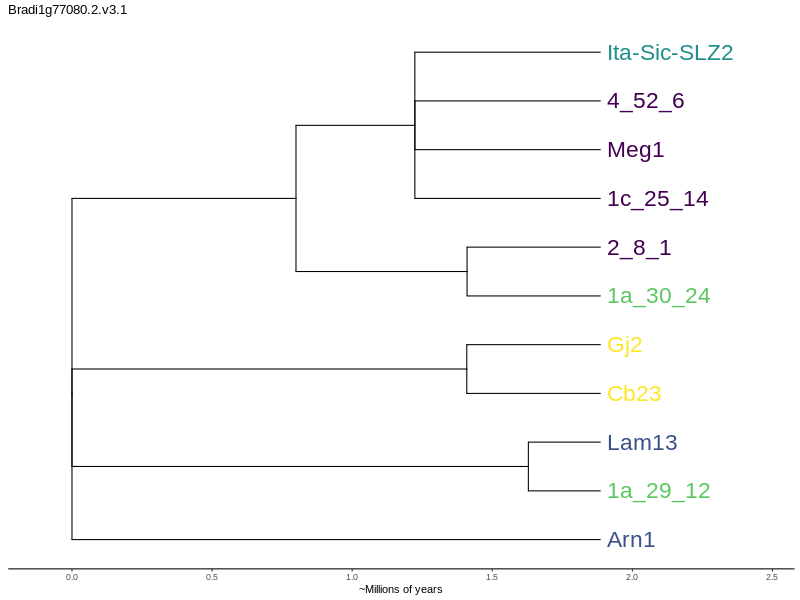 Bradi1g77080.2.v3.1
Ita-Sic-SLZ2
4_52_6
Meg1
1c_25_14
2_8_1
1a_30_24
Gj2
Cb23
Lam13
1a_29_12
Arn1
0.0 0.5 1.0 1.5 2.0 2.5
~Millions of years